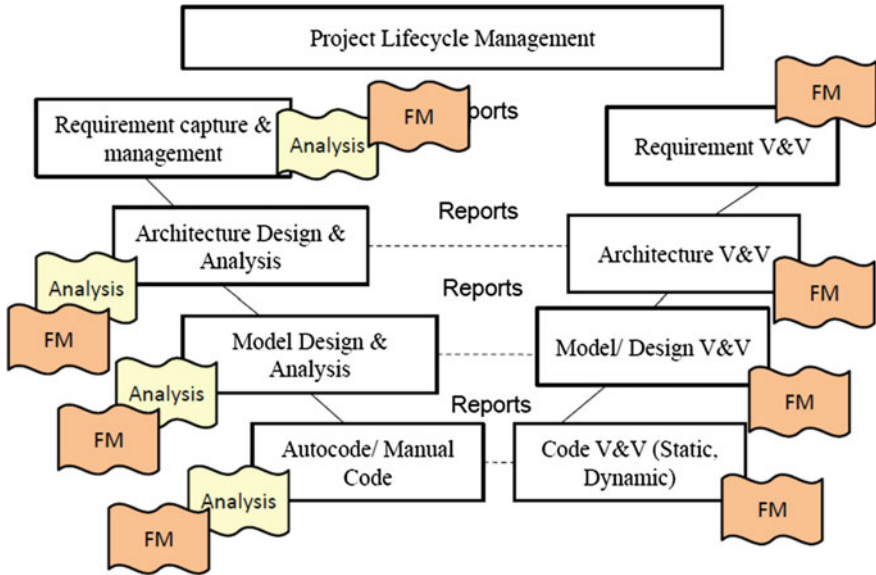 Project Lifecycle Management
FM
FM
ports
Requirement capture &
management
Analysis
Requirement V&V
Reports
Architecture Design &
Analysis
Architecture V&V
Analysis
FM
Reports
FM
Model Design &
Analysis
Model/ Design V&V
Analysis
FM
Reports
FM
Autocode/ Manual
Code
Code V&V (Static,
Dynamic)
Analysis
FM
FM